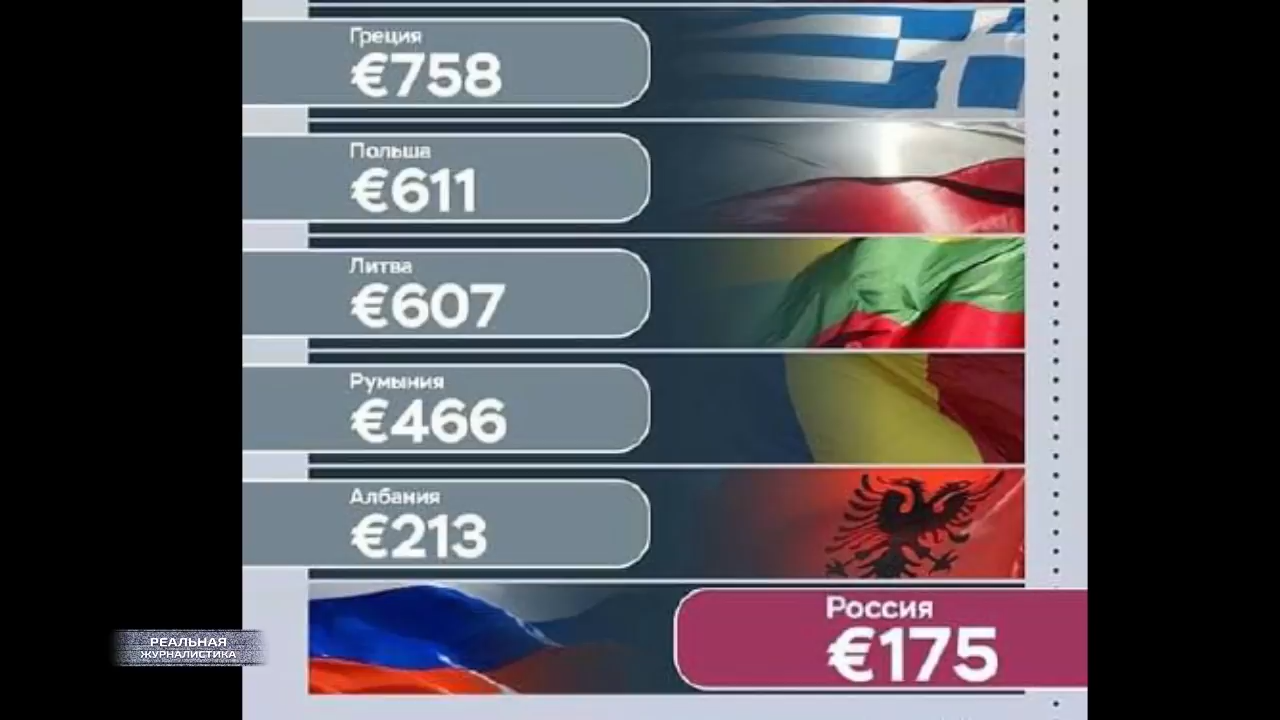 Греция
€758
Польша
€611
Литва
€607
Румыния
€466
Албания
€213
Россия
€175
РЕАЛЬНАЯ
ЖУРНАЛИСТИКА